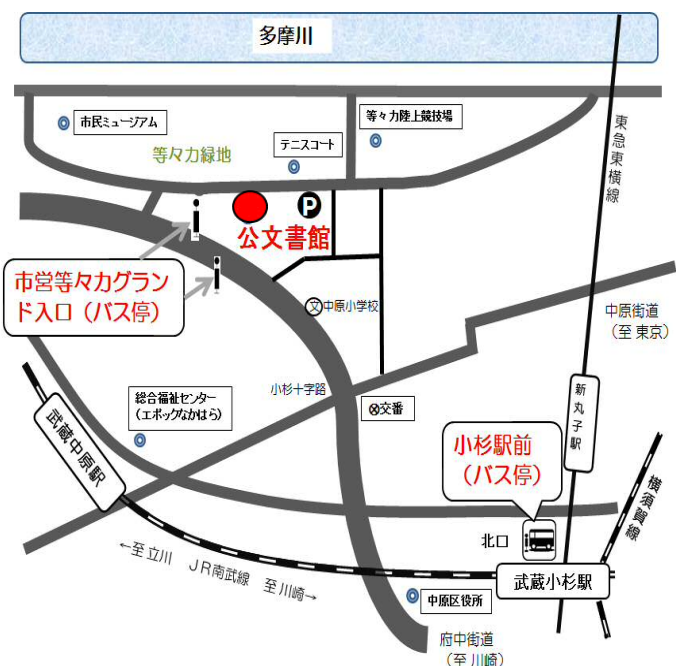 多摩川
市民ミュージアム
等々力陸上競技場
テニスコート
等々力緑地
東急東横線
P
公文書館
市営等々力グラン
ド入口（バス停）
文中原小学校
中原街道
（至 東京）
小杉十字路
総合福祉センター
（エポックなかはら）
交番
新丸子駅
武蔵中原駅
小杉駅前
（バス停）
横須賀線
北口
←至 立川　ＪＲ南武線　至 川崎→
武蔵小杉駅
中原区役所
府中街道
（至 川崎）